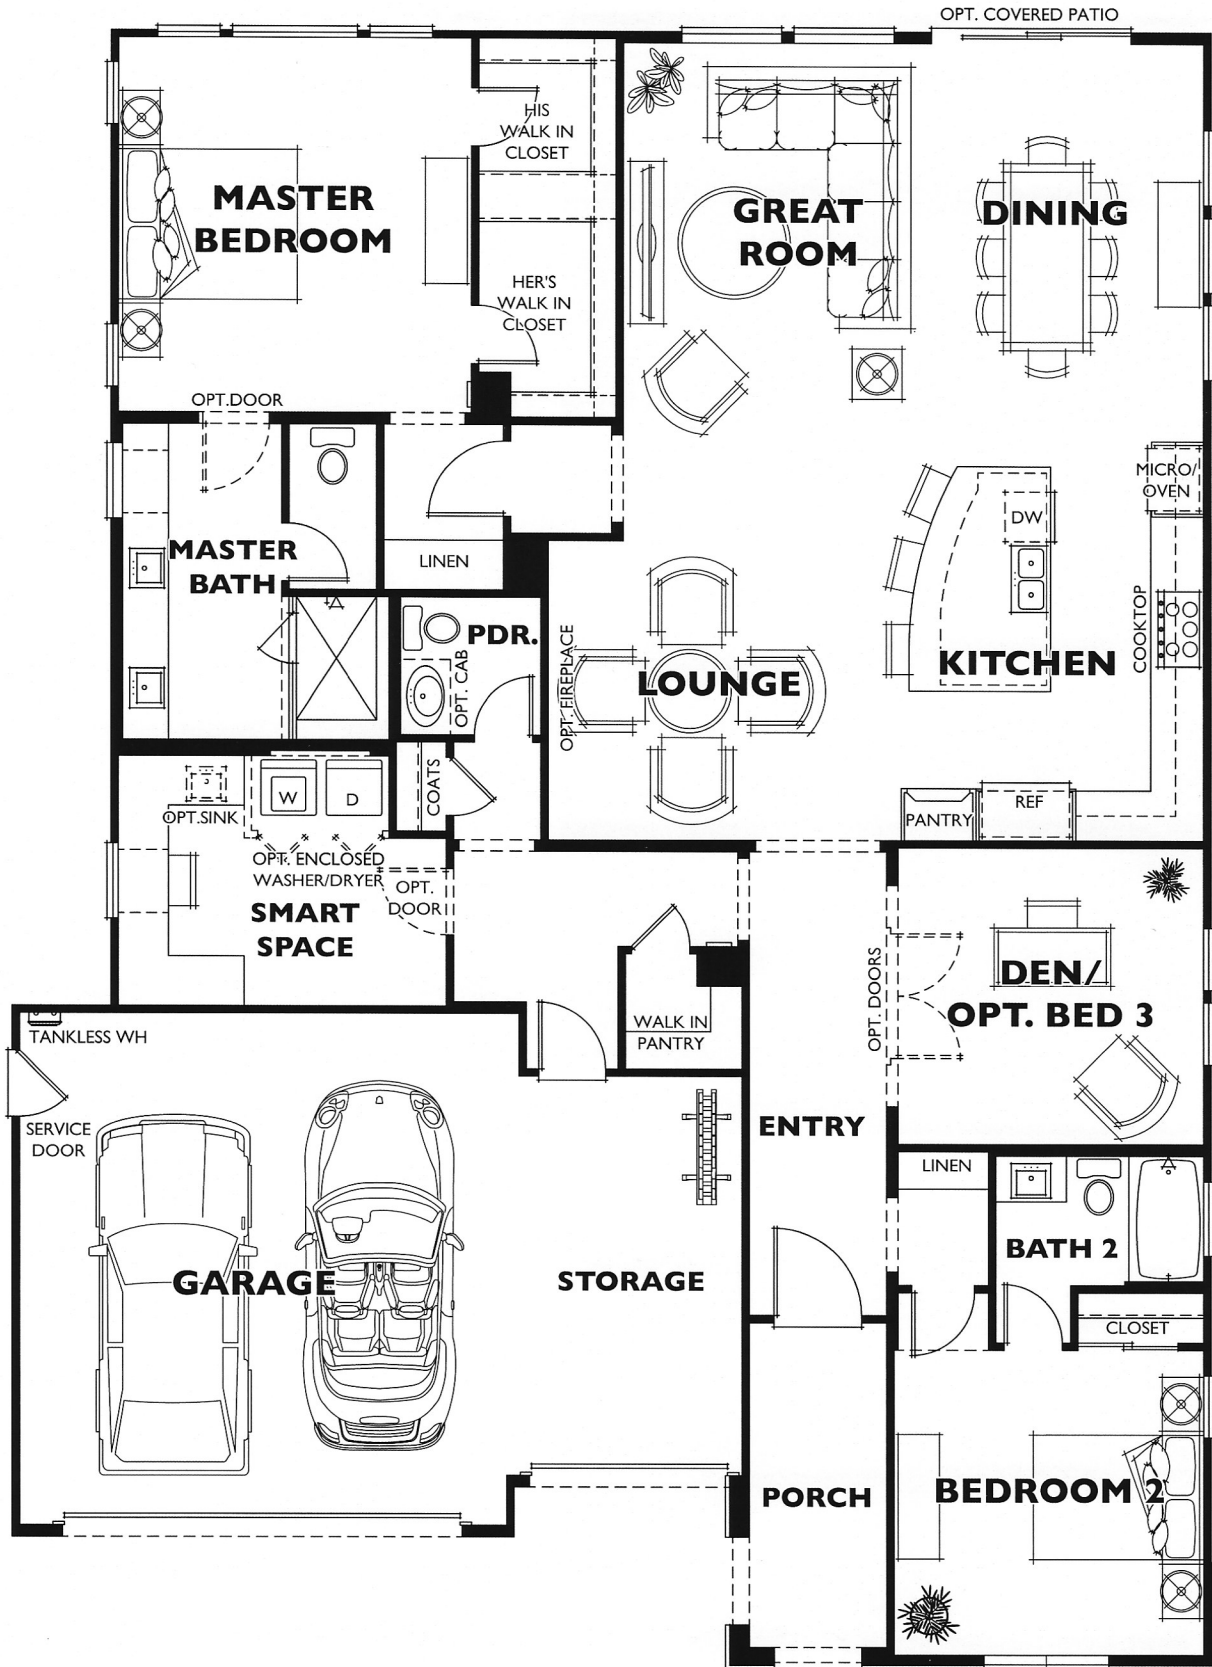 OPT. COVERED PATIO
HIS
WALK IN
CLOSET
MASTER
BEDROOM
GREAT
ROOM
DINING
HER'S
WALK IN
CLOSET
OPT.DOOR
MICRO/
OVEN
DW
MASTER
BATH
LINEN
COOKTOP
PDR.
OPT. CAB
OPT. FIREPLACE
LOUNGE
KITCHEN
COATS
W
D
OPT.SINK
REF
PANTRY
OPT. ENCLOSED
WASHER/DRYER
OPT.
DOOR
SMART
SPACE
OPT. DOORS
DEN/
OPT. BED 3
WALK IN
PANTRY
TANKLESS WH
SERVICE
DOOR
ENTRY
LINEN
BATH 2
GARAGE
STORAGE
CLOSET
PORCH
BEDROOM 2